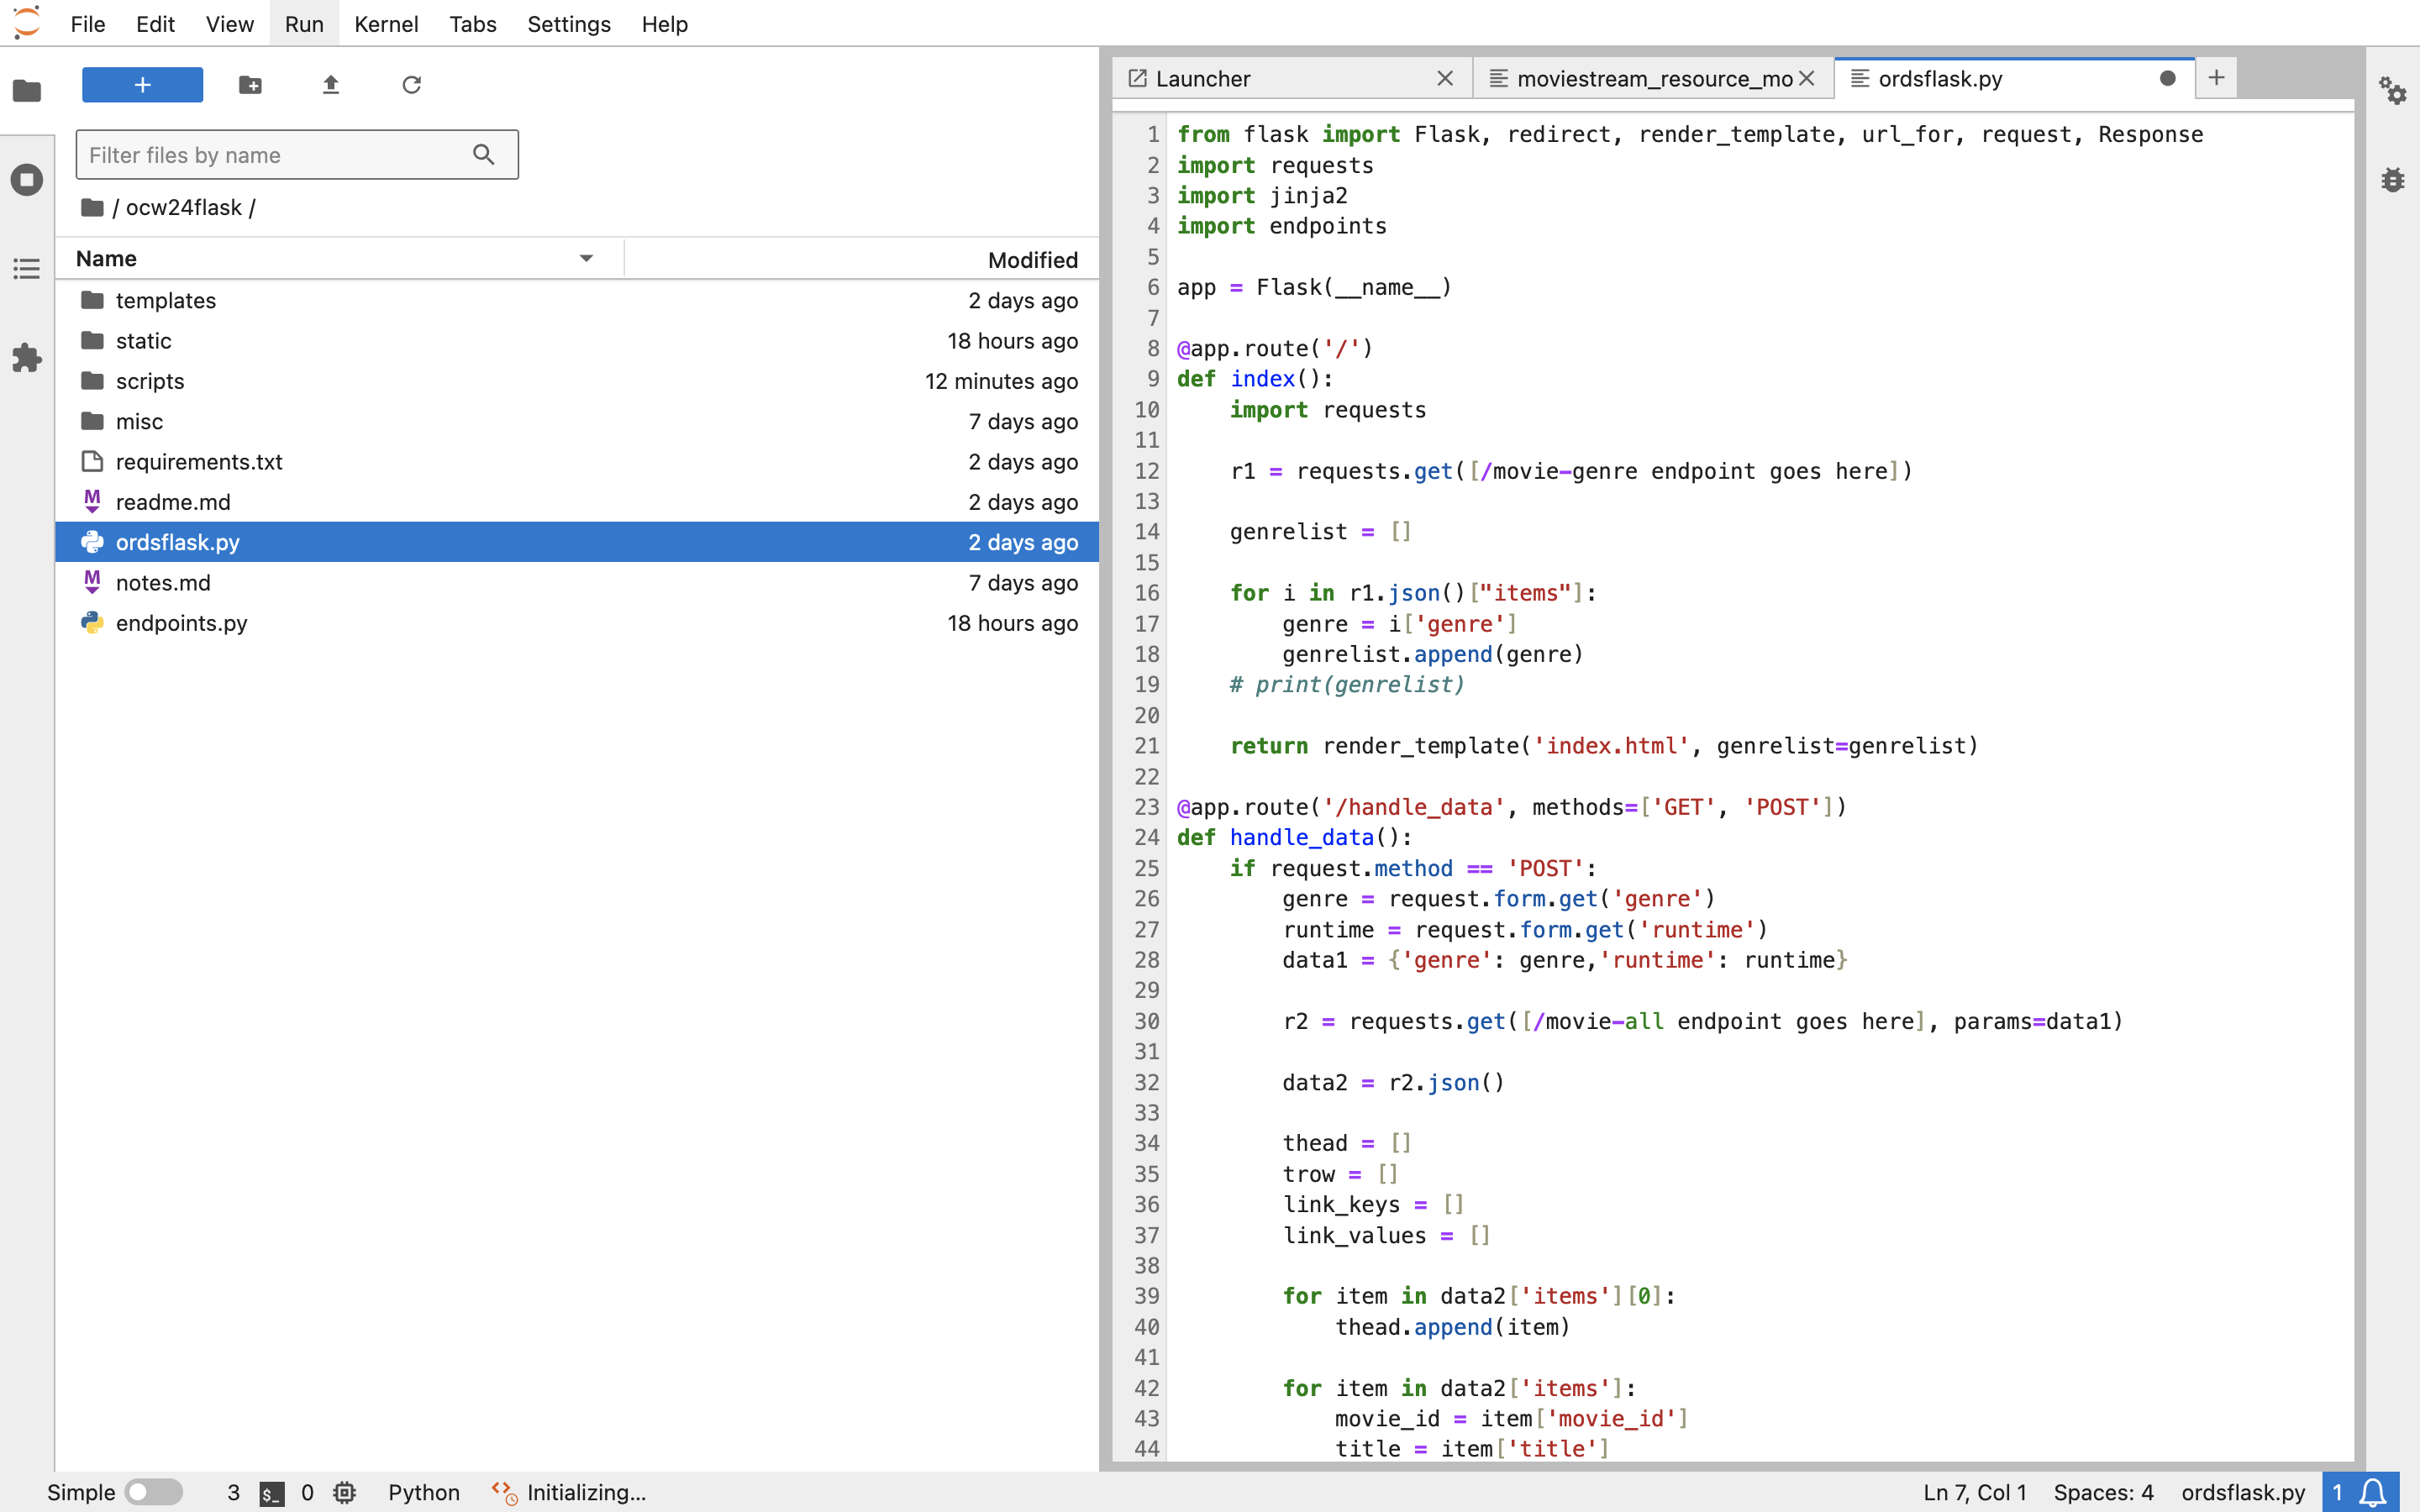 File Edit View Run Kernel Tabs Settings Help
+
Filter files by name
/ ocw24flask /
Name Modified
templates 2 days ago
static 18 hours ago
scripts 12 minutes ago
misc 7 days ago
requirements.txt 2 days ago
M readme.md 2 days ago
ordsflask.py 2 days ago
M notes.md 7 days ago
endpoints.py 18 hours ago
Launcher moviestream_resource_mo ordsflask.py +
1 from flask import Flask, redirect, render_template, url_for, request, Response
2 import requests
3 import jinja2
4 import endpoints
5
6 app = Flask(__name__)
7
8 @app.route('/')
9 def index():
10     import requests
11
12     r1 = requests.get([/movie-genre endpoint goes here])
13
14     genrelist = []
15
16     for i in r1.json()["items"]:
17         genre = i['genre']
18         genrelist.append(genre)
19     # print(genrelist)
20
21     return render_template('index.html', genrelist=genrelist)
22
23 @app.route('/handle_data', methods=['GET', 'POST'])
24 def handle_data():
25     if request.method == 'POST':
26         genre = request.form.get('genre')
27         runtime = request.form.get('runtime')
28         data1 = {'genre': genre,'runtime': runtime}
29
30         r2 = requests.get([/movie-all endpoint goes here], params=data1)
31
32         data2 = r2.json()
33
34         thead = []
35         trow = []
36         link_keys = []
37         link_values = []
38
39         for item in data2['items'][0]:
40             thead.append(item)
41
42         for item in data2['items']:
43             movie_id = item['movie_id']
44             title = item['title']
Simple 3 $_ 0 Python Initializing... Ln 7, Col 1 Spaces: 4 ordsflask.py 1